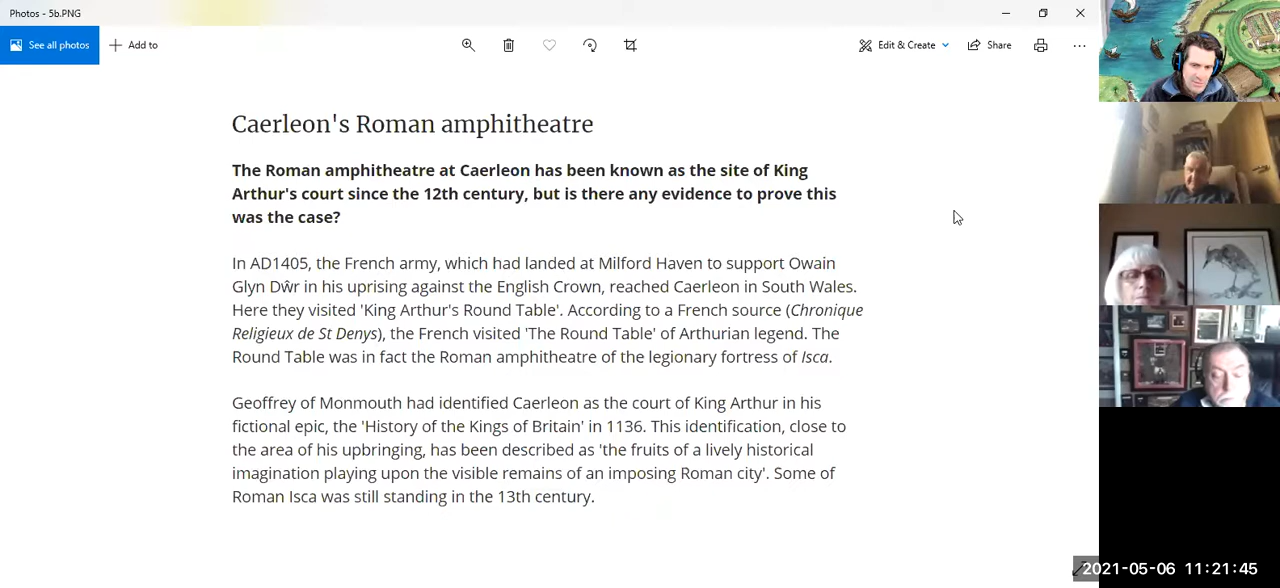 Photos - 5b.PNG
See all photos
Add to
Edit & Create
Share
Caerleon's Roman amphitheatre
The Roman amphitheatre at Caerleon has been known as the site of King
Arthur's court since the 12th century, but is there any evidence to prove this
was the case?
In AD1405, the French army, which had landed at Milford Haven to support Owain
Glyn Dŵr in his uprising against the English Crown, reached Caerleon in South Wales.
Here they visited 'King Arthur's Round Table'. According to a French source (Chronique
Religieux de St Denys), the French visited 'The Round Table' of Arthurian legend. The
Round Table was in fact the Roman amphitheatre of the legionary fortress of Isca.
Geoffrey of Monmouth had identified Caerleon as the court of King Arthur in his
fictional epic, the 'History of the Kings of Britain' in 1136. This identification, close to
the area of his upbringing, has been described as 'the fruits of a lively historical
imagination playing upon the visible remains of an imposing Roman city'. Some of
Roman Isca was still standing in the 13th century.
2021-05-06 11:21:45